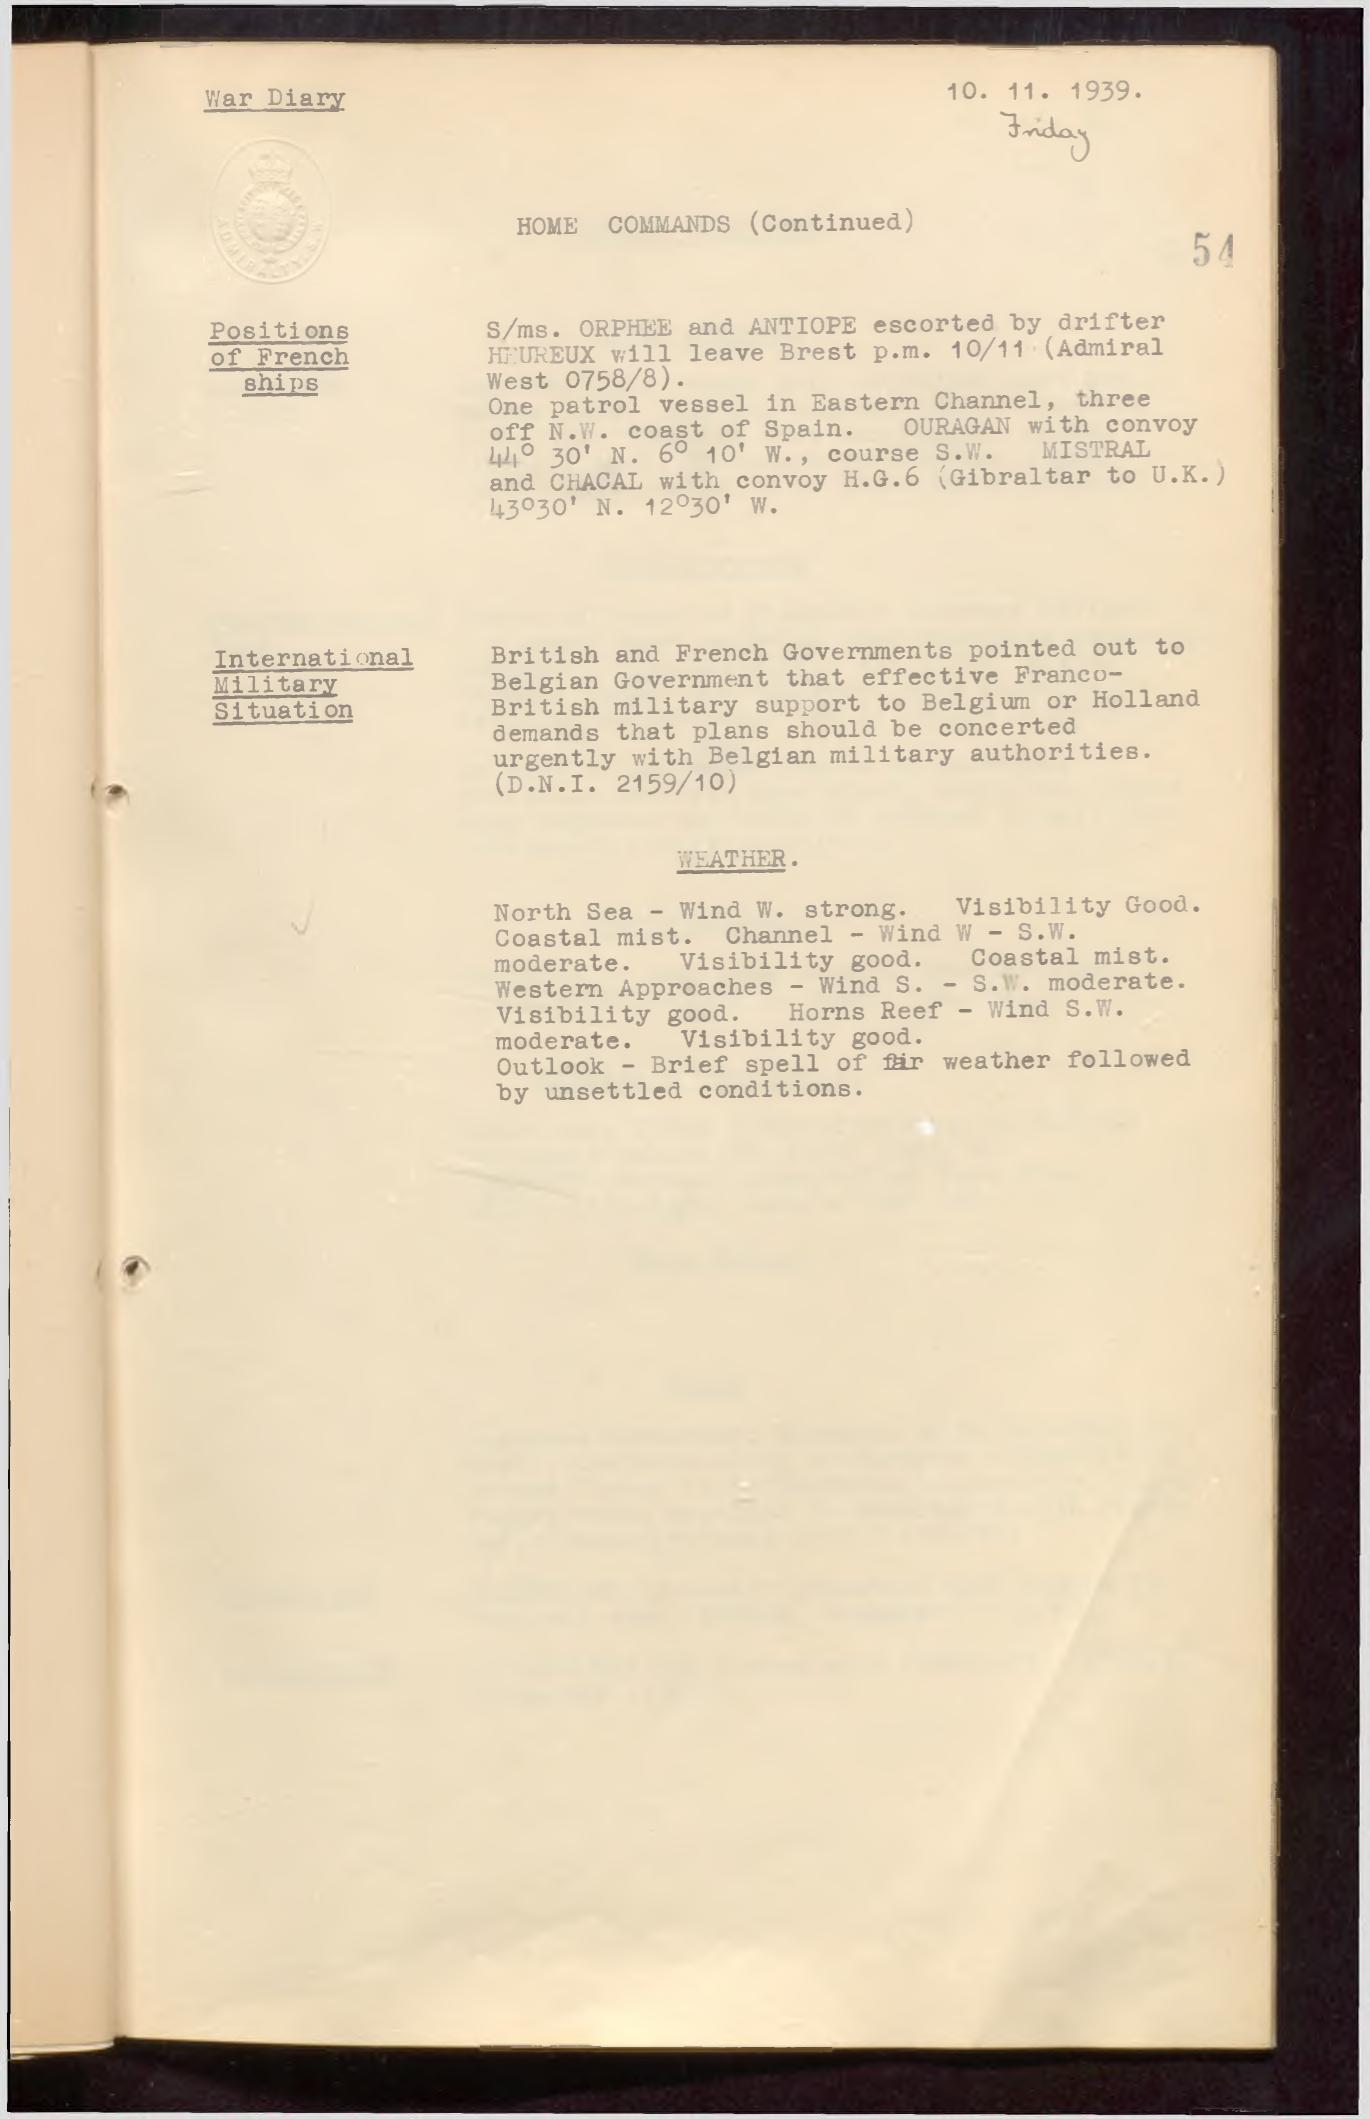 War Diary
10. 11. 1939.
Friday
ADMIRALTY. S.W.
HOME COMMANDS (Continued)
54
Positions
of French
ships
S/ms. ORPHEE and ANTIOPE escorted by drifter
HEUREUX will leave Brest p.m. 10/11 (Admiral
West 0758/8).
One patrol vessel in Eastern Channel, three
off N.W. coast of Spain. OURAGAN with convoy
44° 30' N. 6° 10' W., course S.W. MISTRAL
and CHACAL with convoy H.G.6 (Gibraltar to U.K.)
43°30' N. 12°30' W.
International
Military
Situation
British and French Governments pointed out to
Belgian Government that effective Franco-
British military support to Belgium or Holland
demands that plans should be concerted
urgently with Belgian military authorities.
(D.N.I. 2159/10)
WEATHER.
North Sea - Wind W. strong. Visibility Good.
Coastal mist. Channel - Wind W - S.W.
moderate. Visibility good. Coastal mist.
Western Approaches - Wind S. - S.W. moderate.
Visibility good. Horns Reef - Wind S.W.
moderate. Visibility good.
Outlook - Brief spell of fair weather followed
by unsettled conditions.